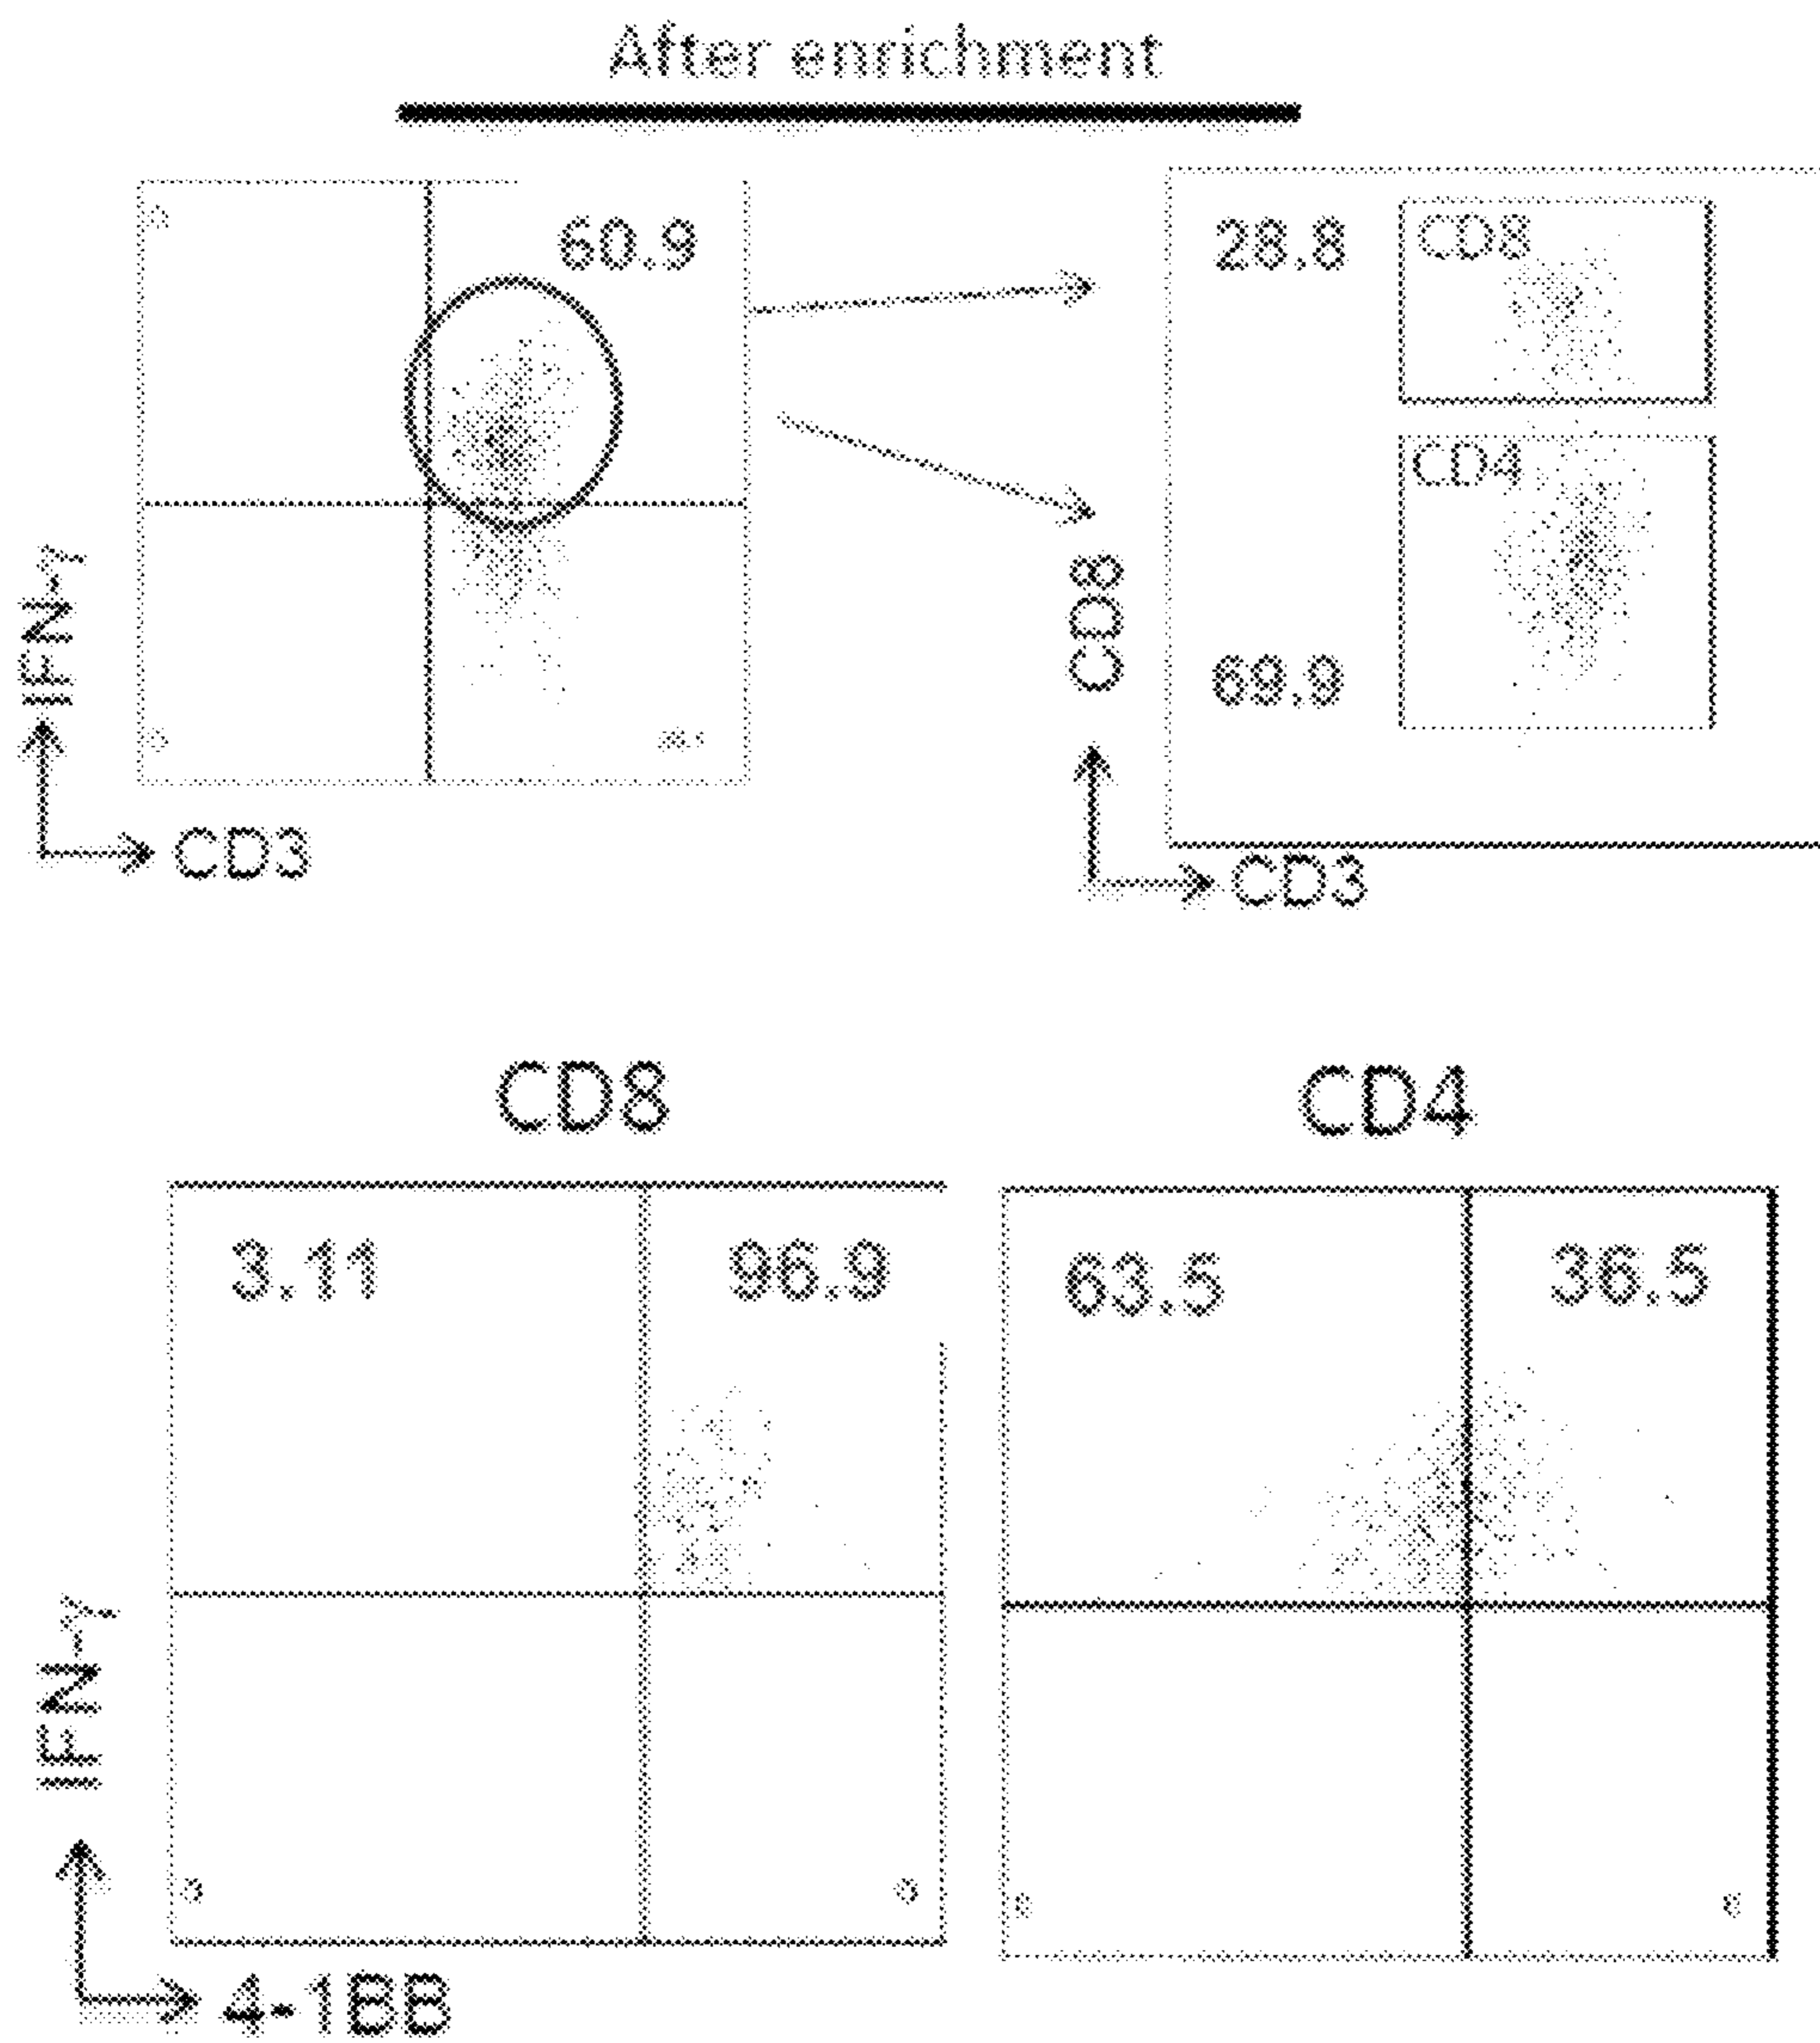 After enrichment
60.9
IFN-γ
CD3
28.8
CD8
CD4
69.9
CD8
CD3
CD8
CD4
3.11
96.9
63.5
36.5
IFN-γ
4-1BB